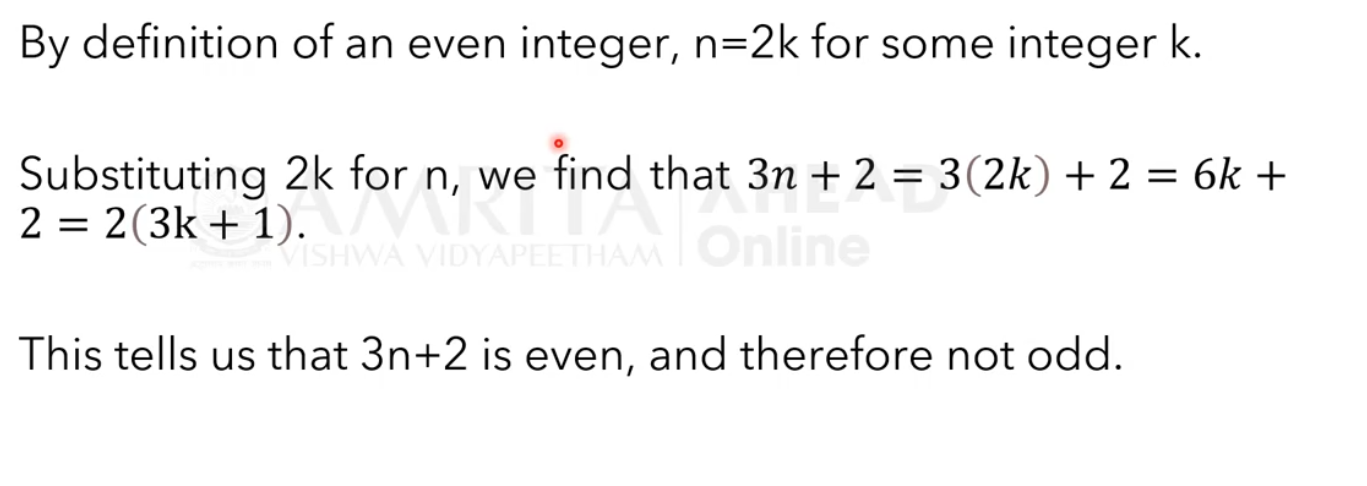 By definition of an even integer, n=2k for some integer k.
Substituting 2k for n, we find that 3n + 2 = 3(2k) + 2 = 6k +
2 = 2(3k + 1).
AMRITA AHEAD
VISHWA VIDYAPEETHAM Online
This tells us that 3n+2 is even, and therefore not odd.